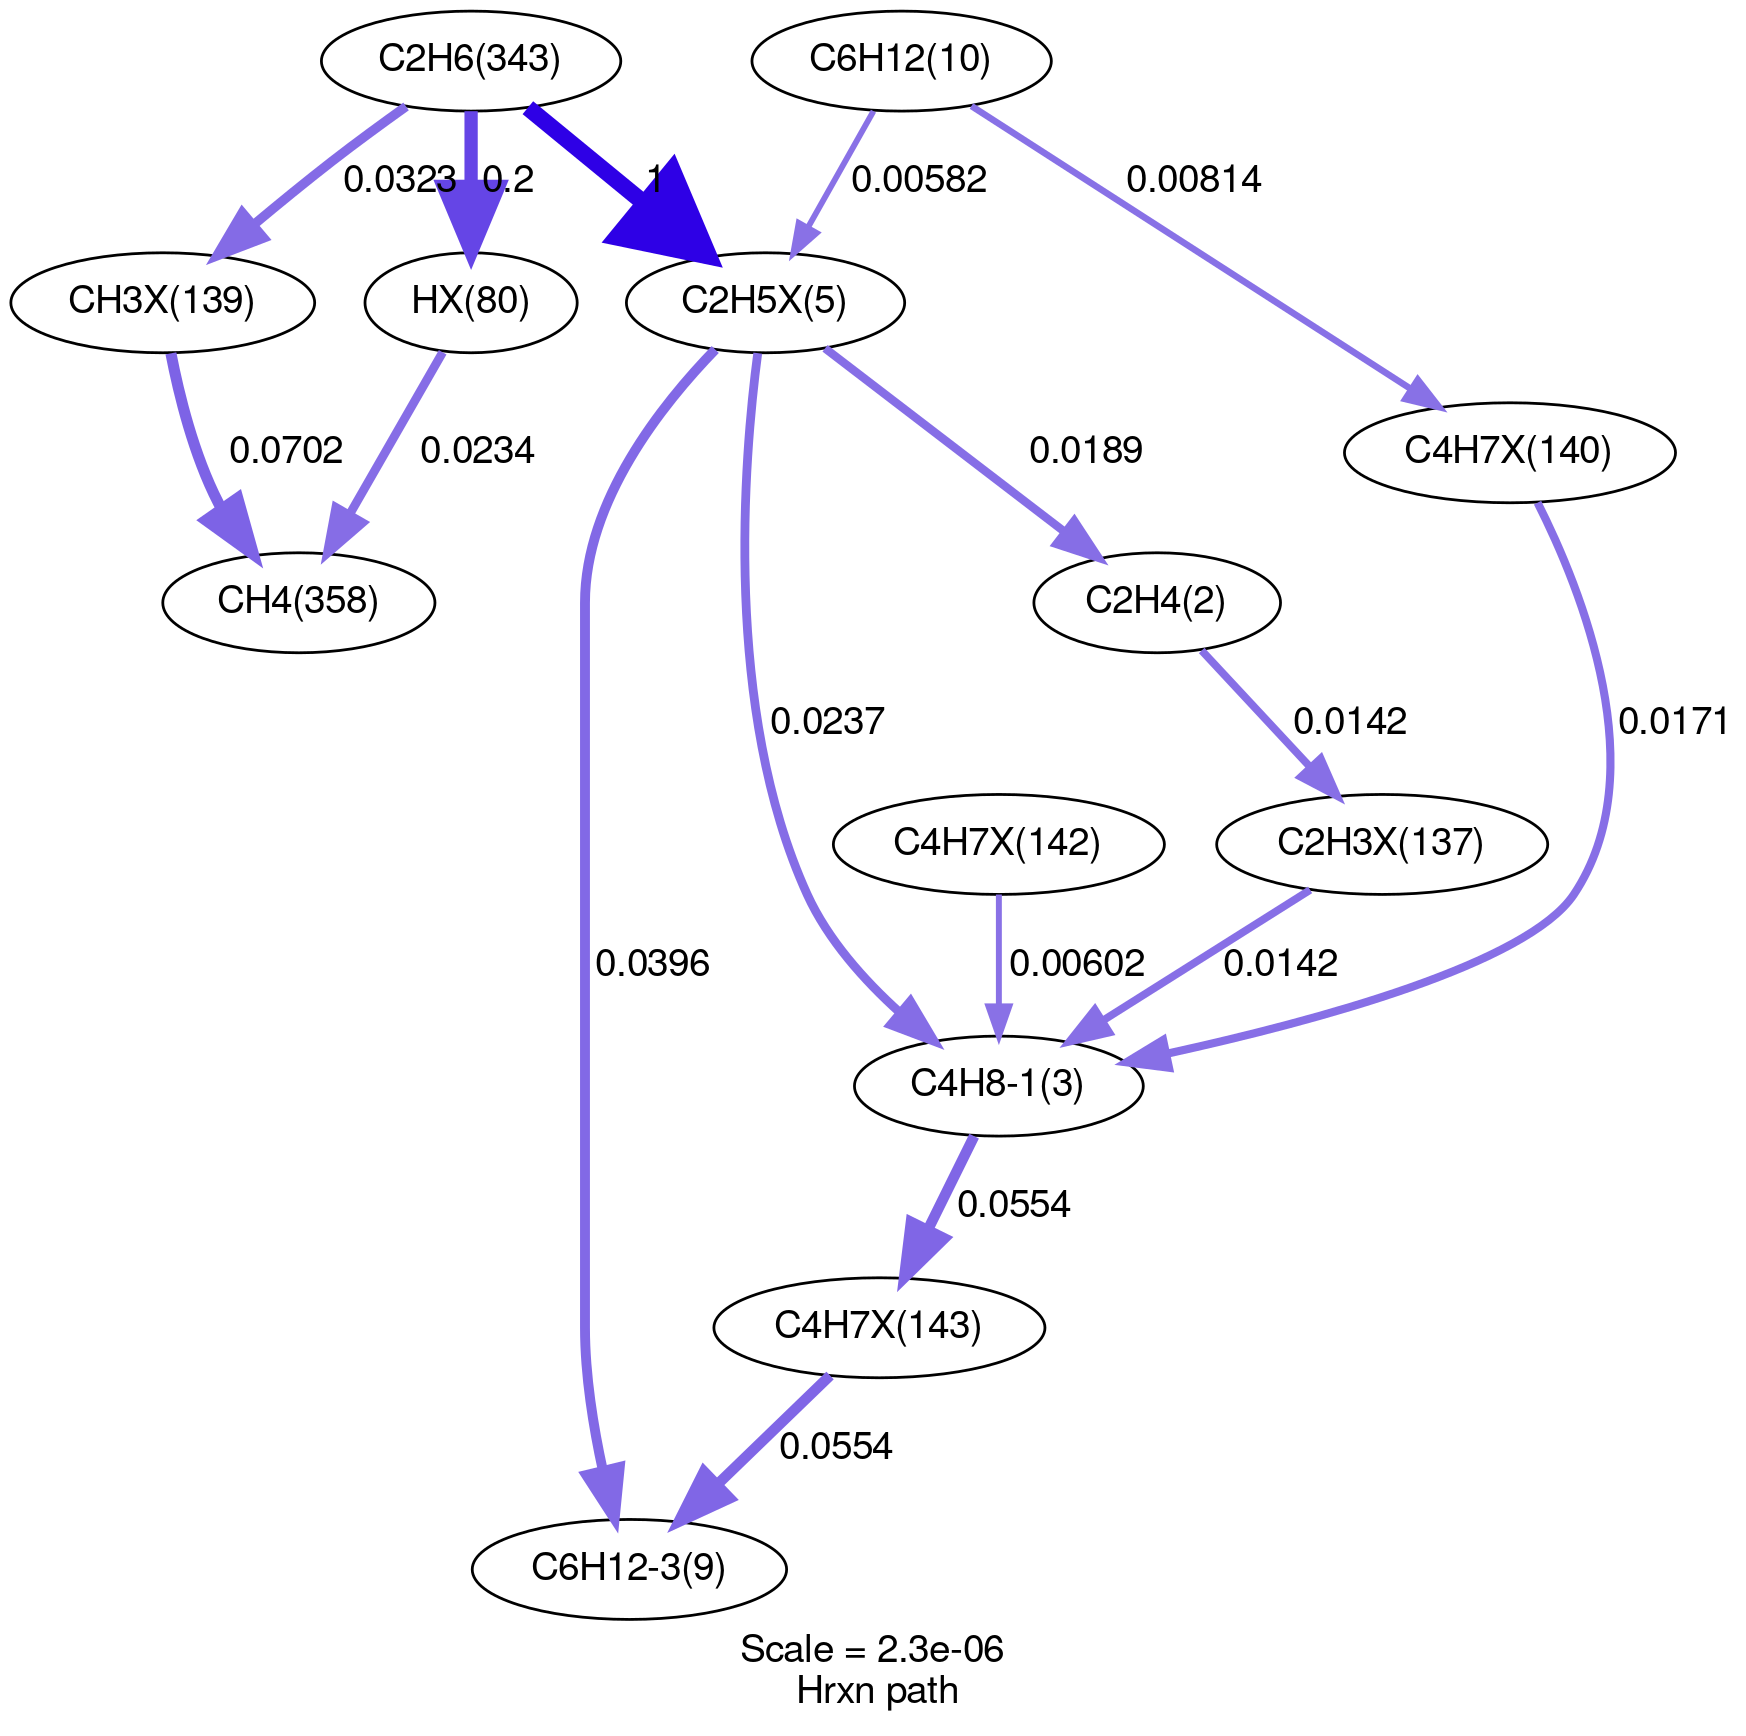 C2H6(343)
C6H12(10)
0.0323
0.2
1
0.00582
0.00814
CH3X(139)
HX(80)
C2H5X(5)
0.0702
0.0234
0.0189
C4H7X(140)
CH4(358)
C2H4(2)
0.0237
0.0142
0.0171
C4H7X(142)
C2H3X(137)
0.0396
0.00602
0.0142
C4H8-1(3)
0.0554
C4H7X(143)
0.0554
C6H12-3(9)
Scale = 2.3e-06
Hrxn path